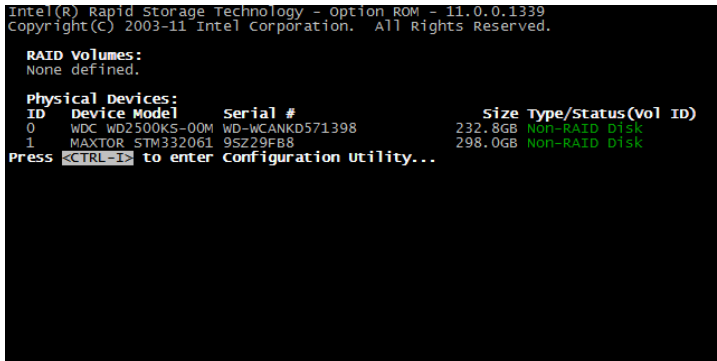 Intel(R) Rapid Storage Technology - Option ROM - 11.0.0.1339
Copyright(C) 2003-11 Intel Corporation.  All Rights Reserved.
RAID Volumes:
None defined.
Physical Devices:
ID Device Model Serial # Size Type/Status(Vol ID)
0 WDC WD2500KS-00M WD-WCANKD571398 232.8GB Non-RAID Disk
1 MAXTOR STM332061 9SZ29FB8 298.0GB Non-RAID Disk
Press <CTRL-I> to enter Configuration Utility...